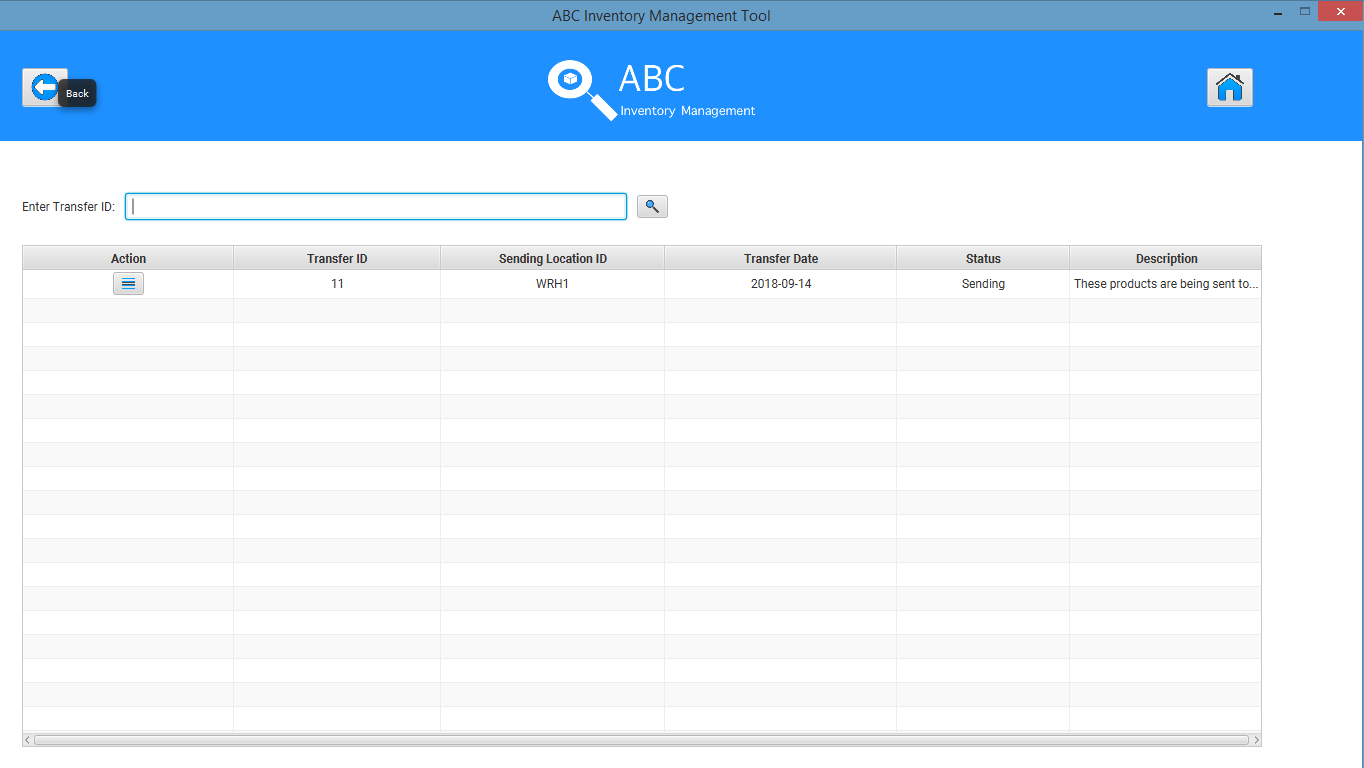 ABC Inventory Management Tool
Back
ABC
Inventory Management
Enter Transfer ID:
Action Transfer ID Sending Location ID Transfer Date Status Description
11 WRH1 2018-09-14 Sending These products are being sent to...